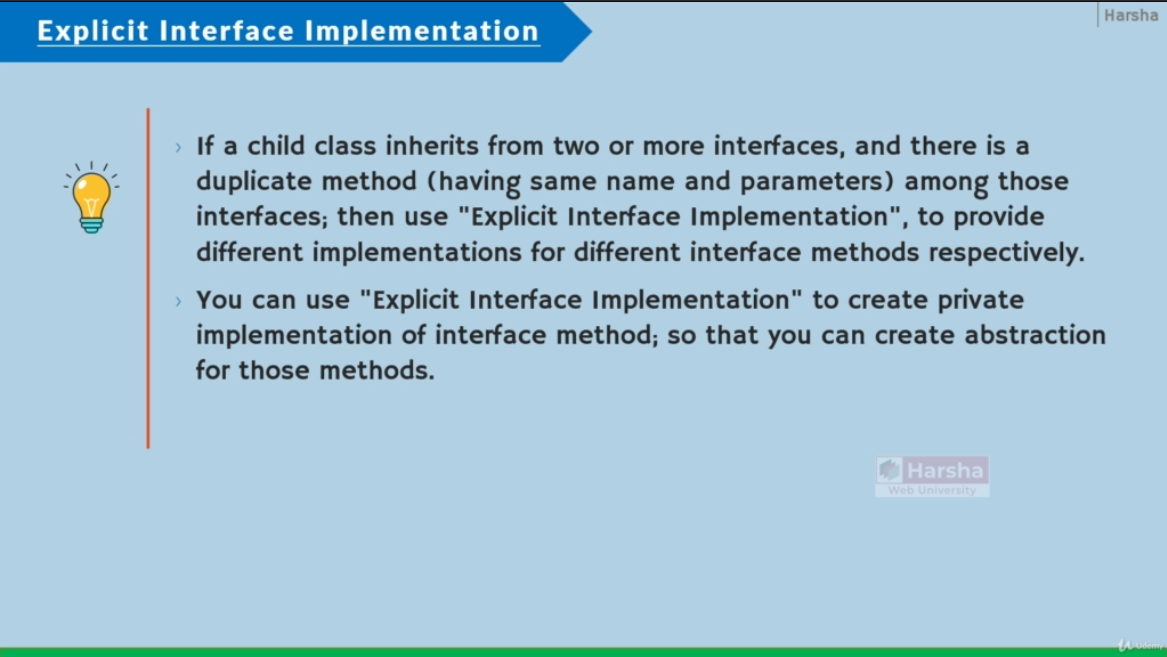 Explicit Interface Implementation
Harsha
› If a child class inherits from two or more interfaces, and there is a
duplicate method (having same name and parameters) among those
interfaces; then use "Explicit Interface Implementation", to provide
different implementations for different interface methods respectively.
› You can use "Explicit Interface Implementation" to create private
implementation of interface method; so that you can create abstraction
for those methods.
Harsha
Web University
Udemy